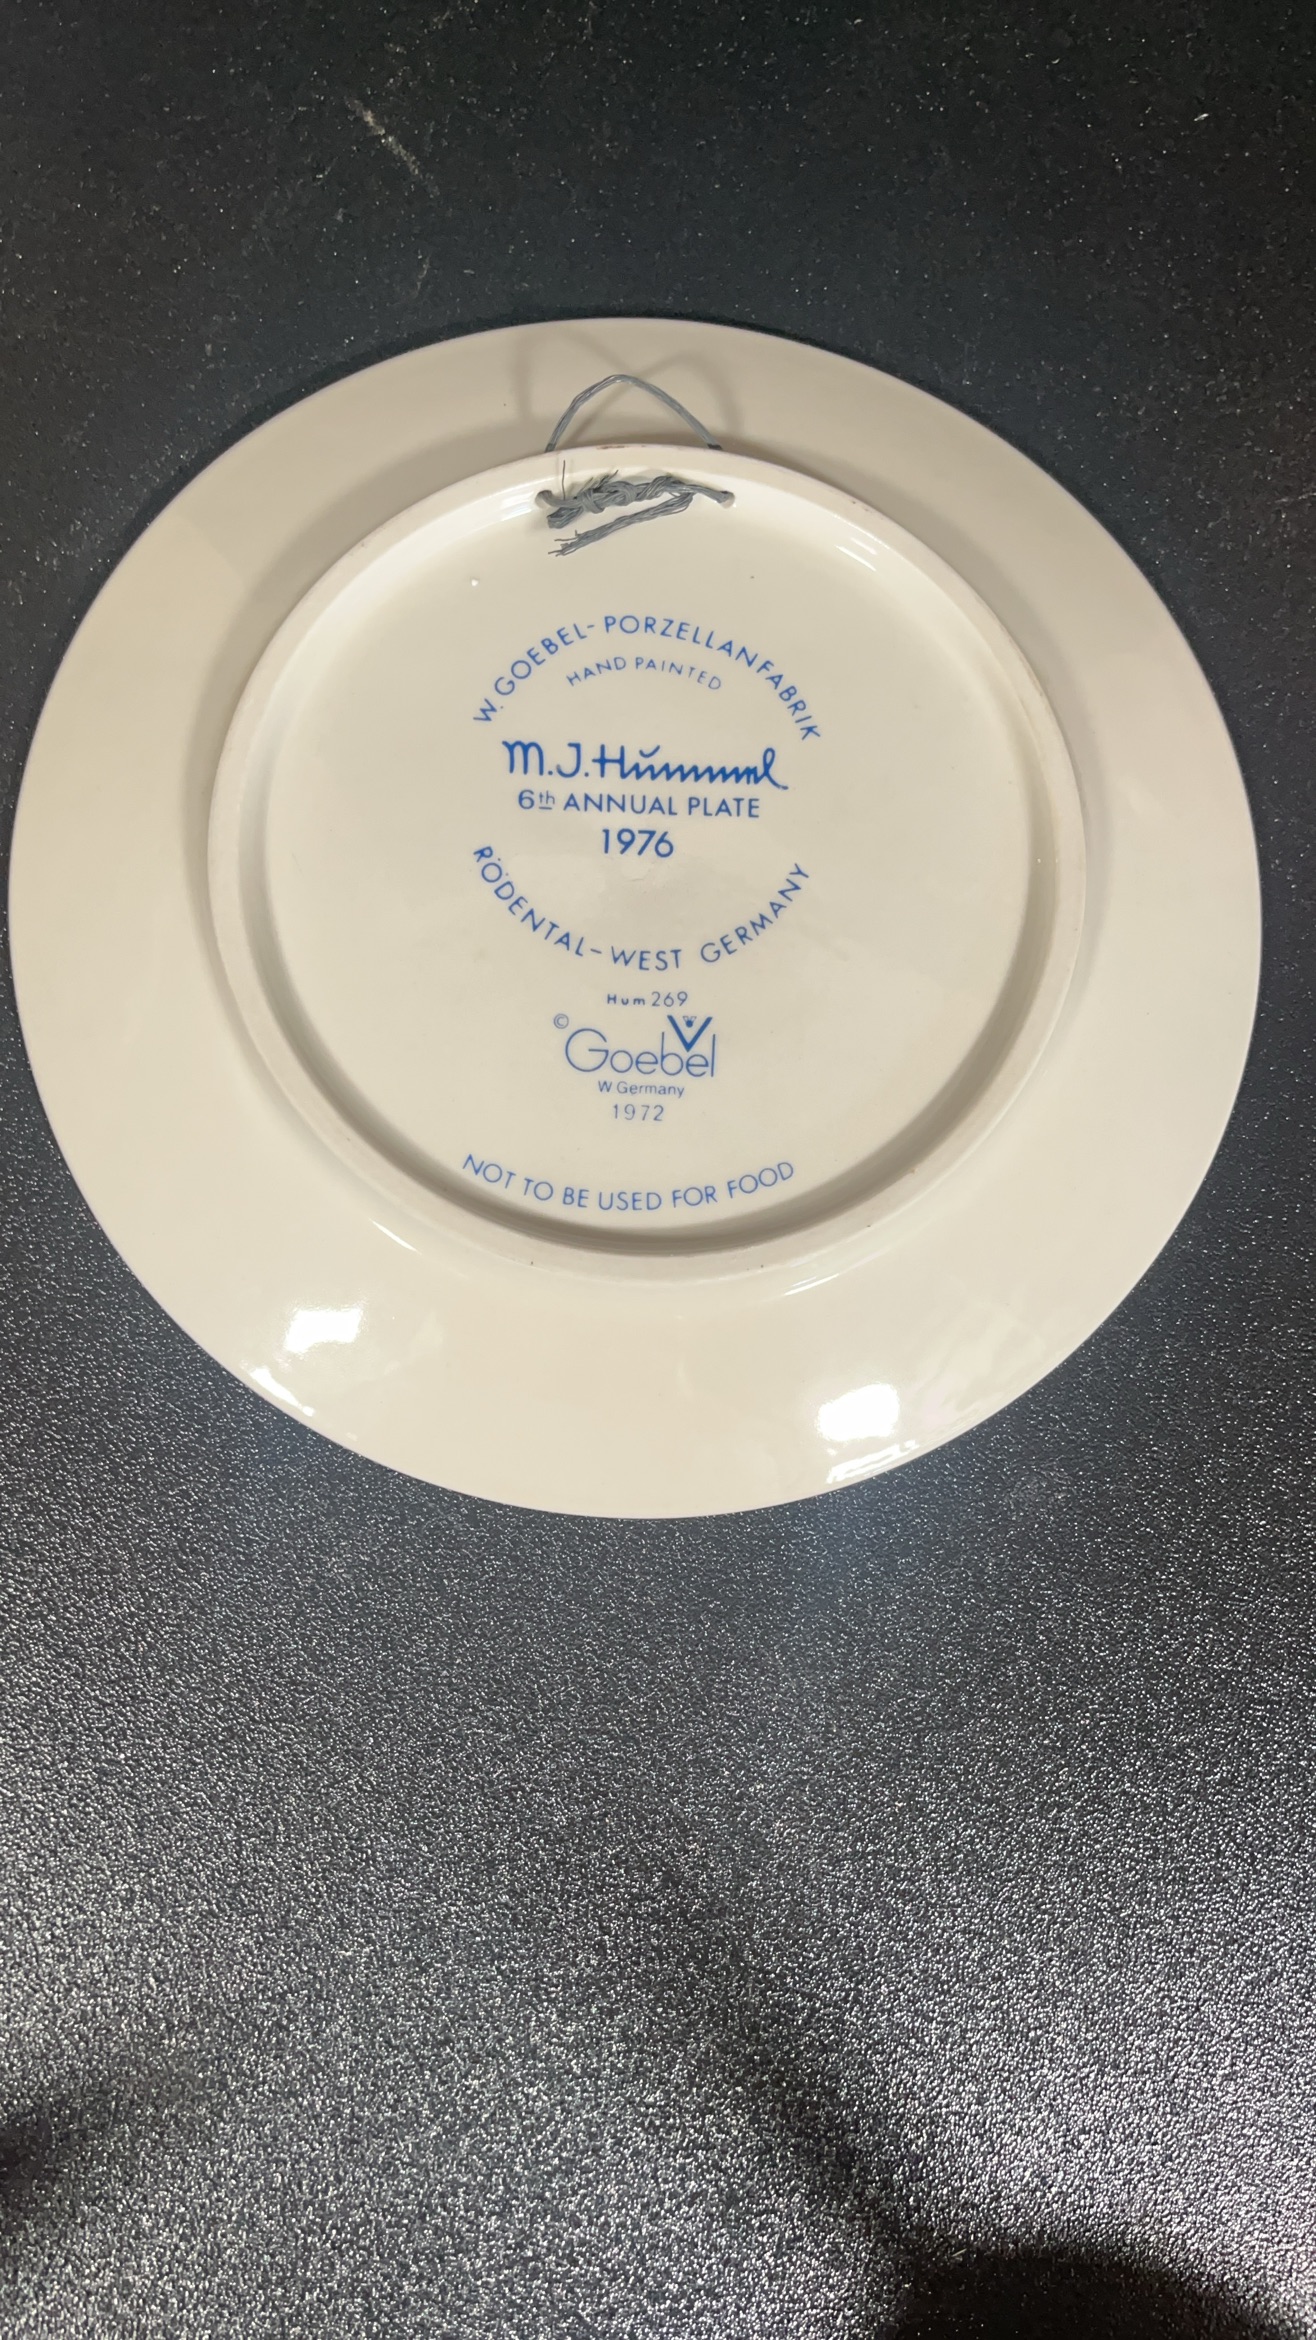 W. GOEBEL-PORZELLANFABRIK
HAND PAINTED
M.J.Hummel
6th ANNUAL PLATE
1976
RÖDENTAL-WEST GERMANY
Hum 269
© Goebel
W. Germany
1972
NOT TO BE USED FOR FOOD